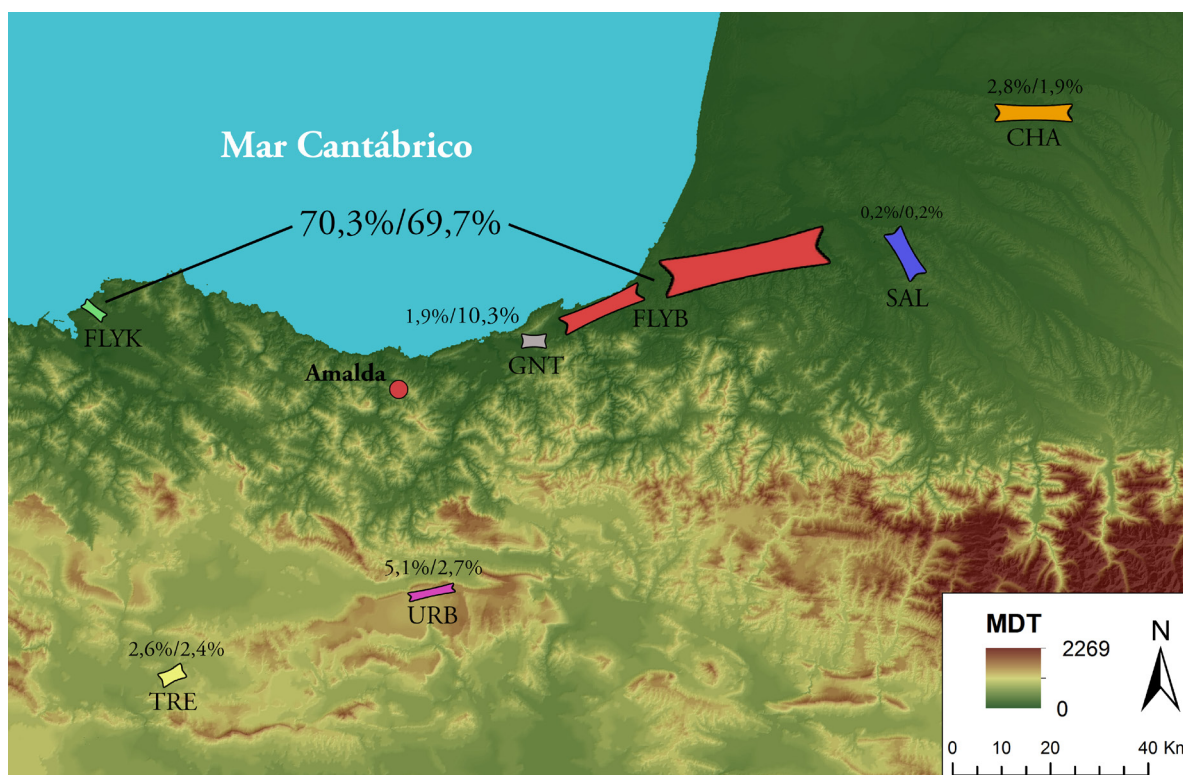 2,8%/1,9%
CHA
Mar Cantábrico
70,3%/69,7%
0,2%/0,2%
SAL
FLYK
1,9%/10,3%
FLYB
GNT
Amalda
5,1%/2,7%
URB
2,6%/2,4%
TRE
MDT
2269
0
N
0 10 20 40 Km